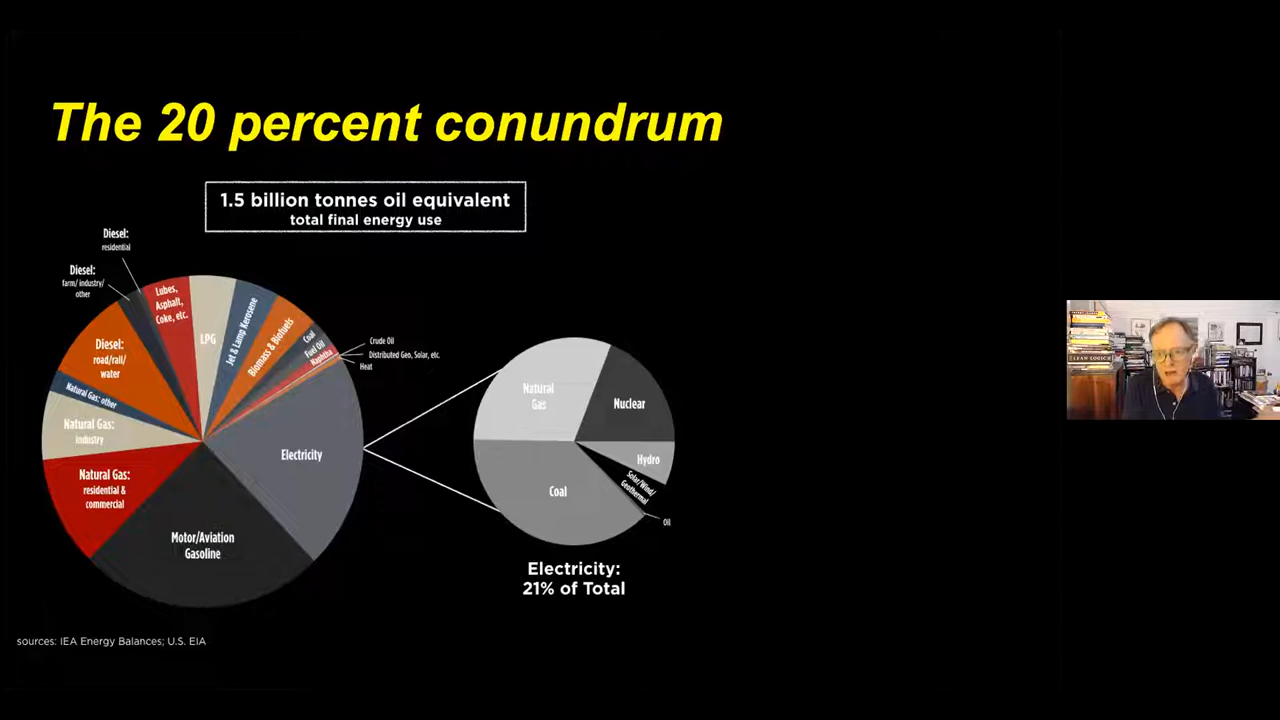 The 20 percent conundrum
1.5 billion tonnes oil equivalent
total final energy use
Diesel:
residential
Diesel:
farm/ industry/
other
Lubes,
Asphalt,
Coke, etc.
LPG
Jet & Lamp Kerosene
Biomass & Biofuels
Coal
Fuel Oil
Naphtha
Crude Oil
Distributed Geo, Solar, etc.
Heat
Diesel:
road/rail/
water
Natural Gas: other
Natural Gas:
industry
Natural Gas:
residential &
commercial
Motor/Aviation
Gasoline
Electricity
Natural
Gas
Nuclear
Hydro
Solar/Wind/
Geothermal
Oil
Coal
Electricity:
21% of Total
sources: IEA Energy Balances; U.S. EIA
LEAN LOGIC